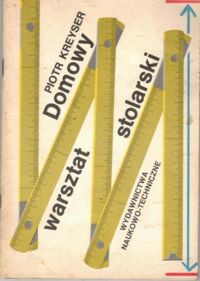 PIOTR KREYSER
Domowy
warsztat
stolarski
WYDAWNICTWA
NAUKOWO-TECHNICZNE